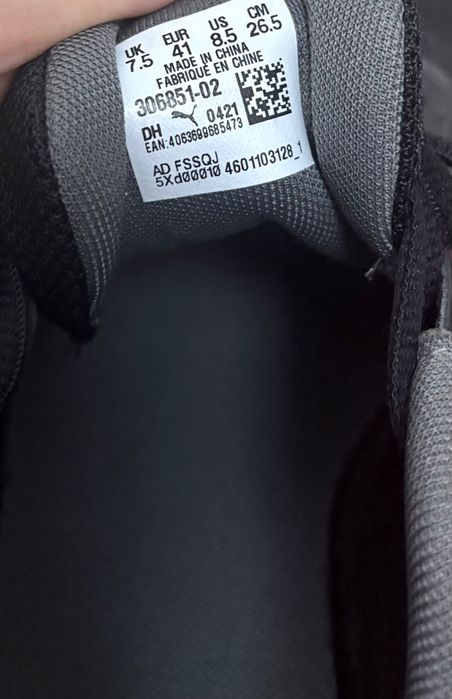 UK EUR US CM
7.5 41 8.5 26.5
MADE IN CHINA
FABRIQUÉ EN CHINE
306851-02
DH 0421
EAN:4063699685473
AD FSSQJ
5Xd00010 4601103128_1